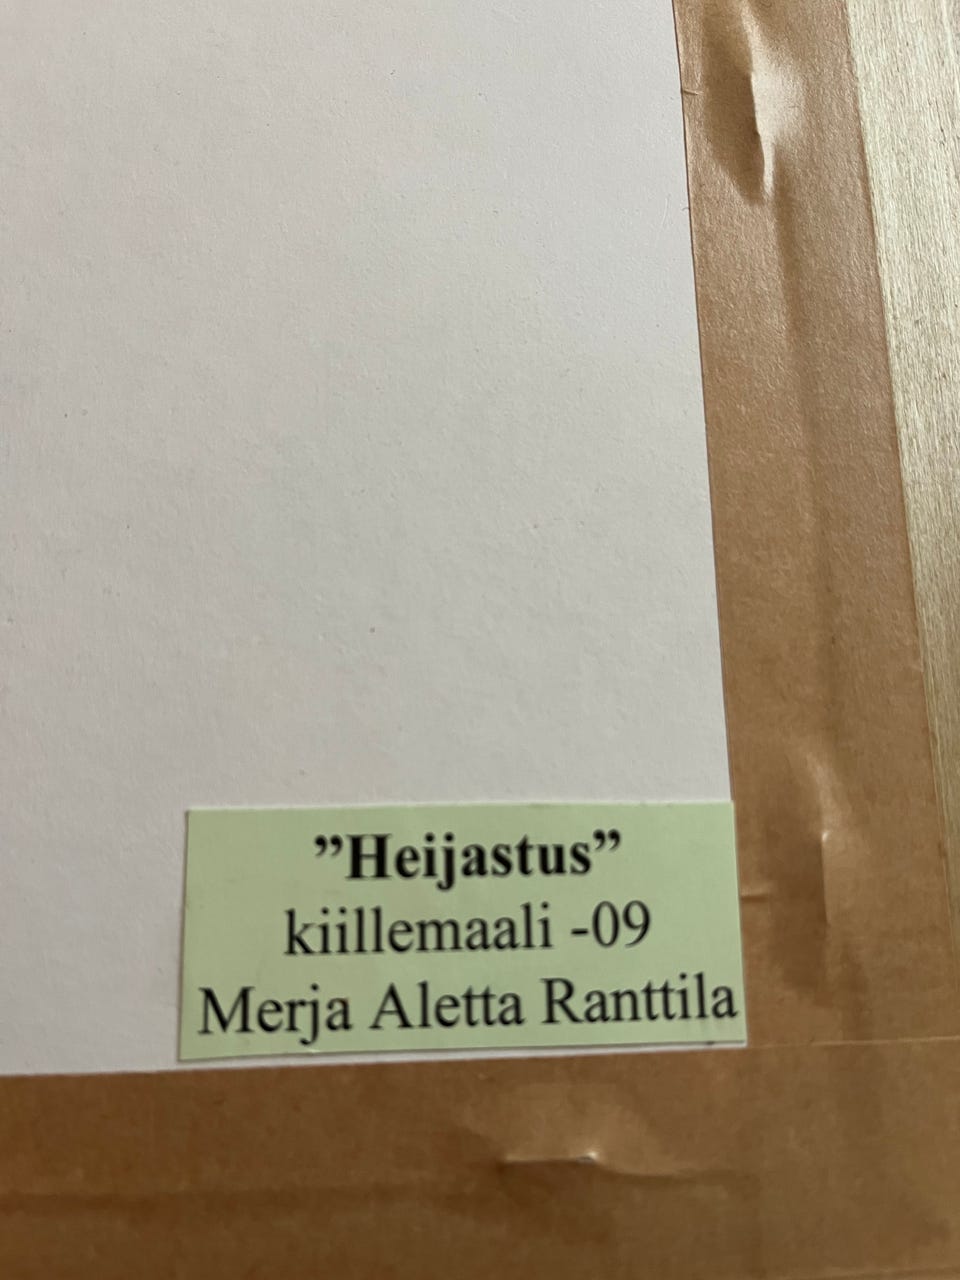 ”Heijastus”
kiillemaali -09
Merja Aletta Ranttila